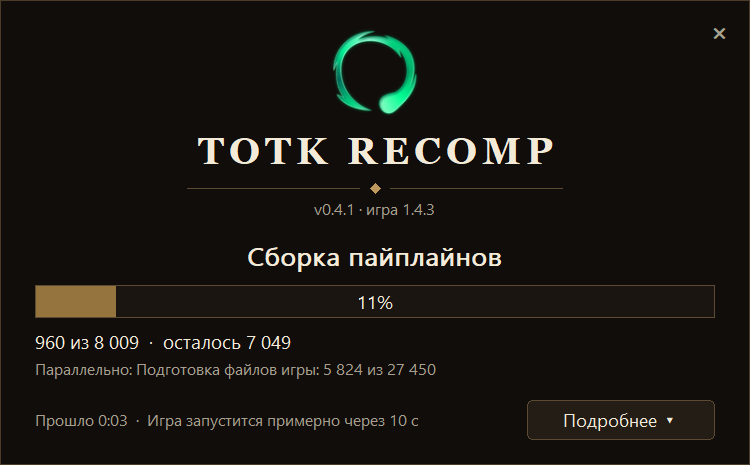 TOTK RECOMP
v0.4.1 · игра 1.4.3
Сборка пайплайнов
11%
960 из 8 009 · осталось 7 049
Параллельно: Подготовка файлов игры: 5 824 из 27 450
Прошло 0:03 · Игра запустится примерно через 10 с
Подробнее